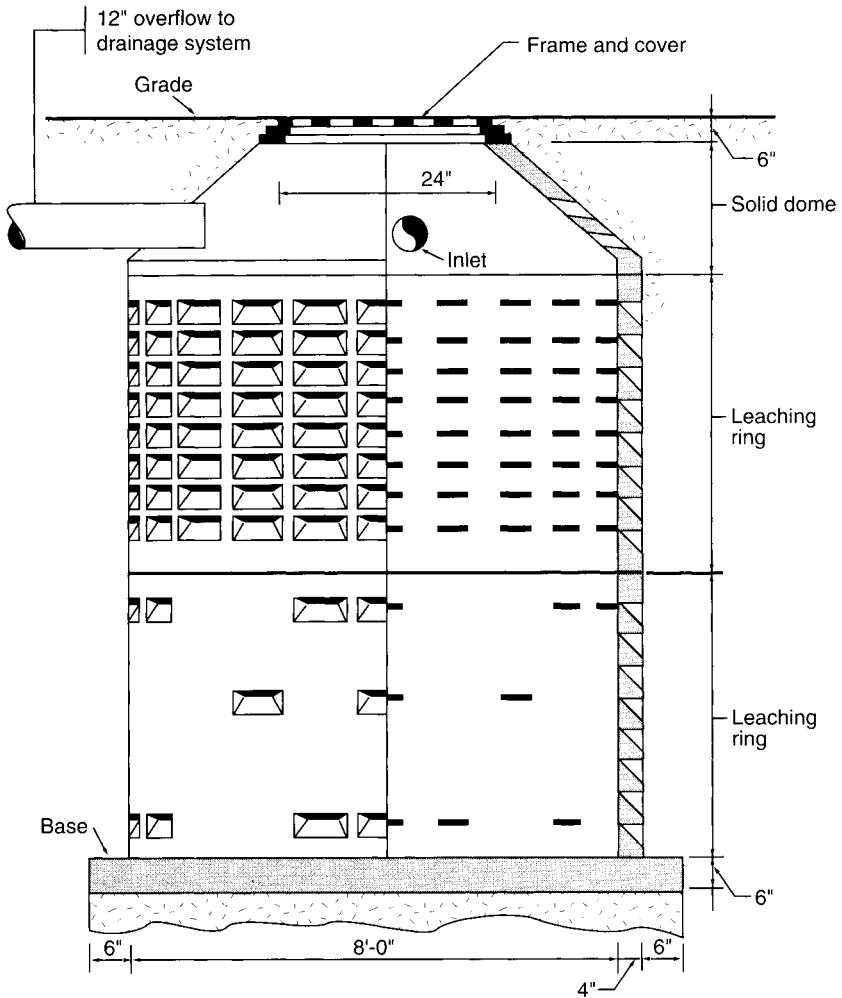 12" overflow to
drainage system
Frame and cover
Grade
6"
24"
Solid dome
Inlet
Leaching
ring
Leaching
ring
Base
6"
6"
8'-0"
6"
4"